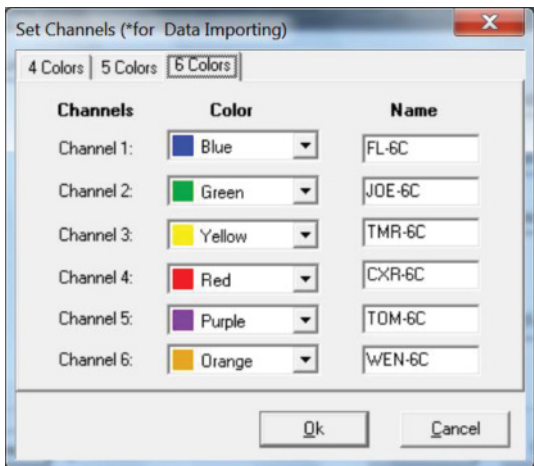 Set Channels (*for Data Importing)
4 Colors 5 Colors 6 Colors
Channels Color Name
Channel 1: Blue FL-6C
Channel 2: Green JOE-6C
Channel 3: Yellow TMR-6C
Channel 4: Red CXR-6C
Channel 5: Purple TOM-6C
Channel 6: Orange WEN-6C
Ok Cancel